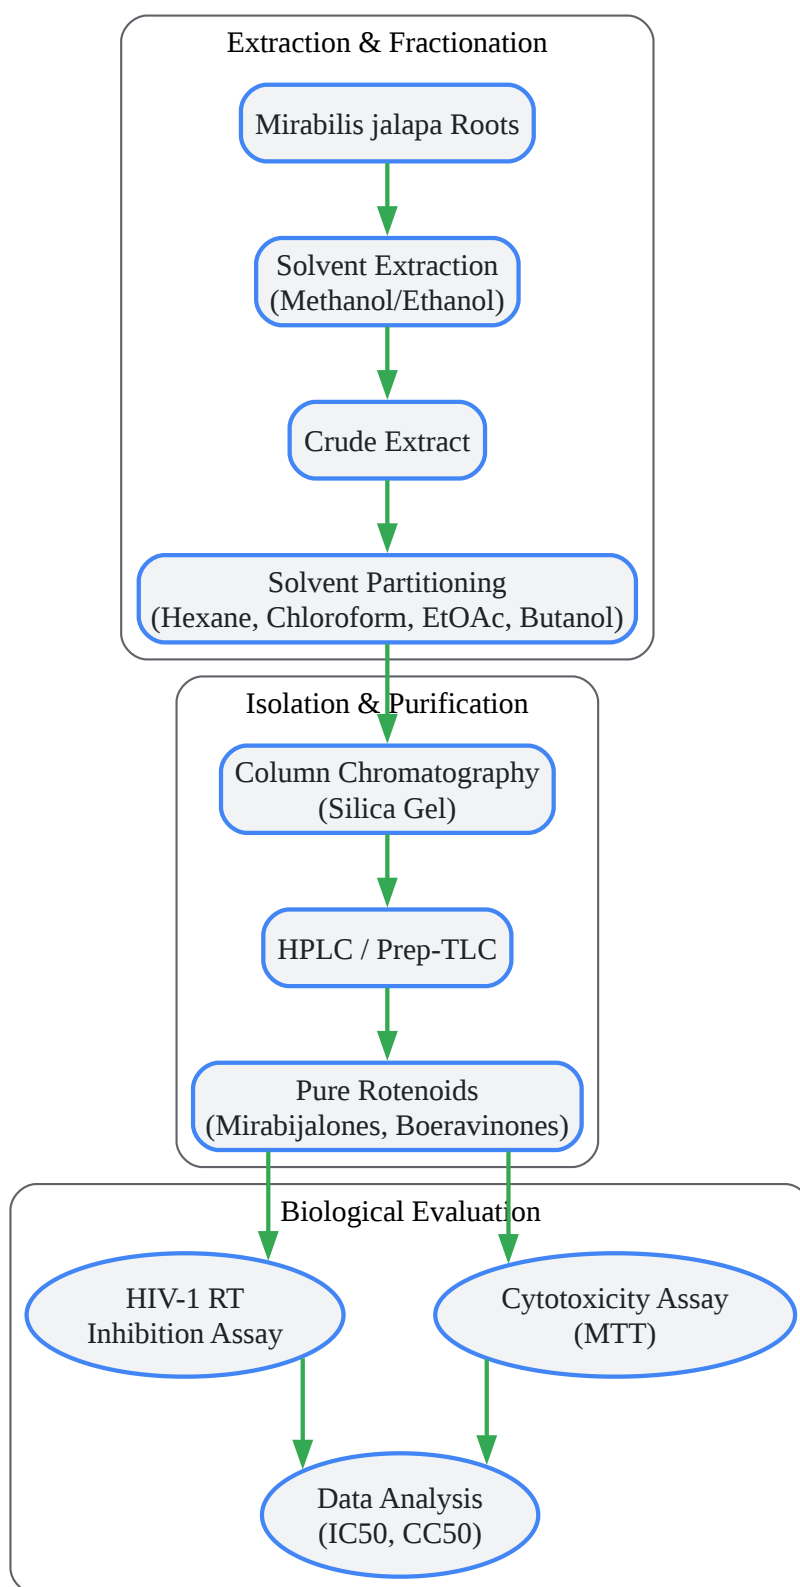 Extraction & Fractionation
Mirabilis jalapa Roots
Solvent Extraction
(Methanol/Ethanol)
Crude Extract
Solvent Partitioning
(Hexane, Chloroform, EtOAc, Butanol)
Isolation & Purification
Column Chromatography
(Silica Gel)
HPLC / Prep-TLC
Pure Rotenoids
(Mirabijalones, Boeravinones)
Biological Evaluation
HIV-1 RT
Inhibition Assay
Cytotoxicity Assay
(MTT)
Data Analysis
(IC50, CC50)